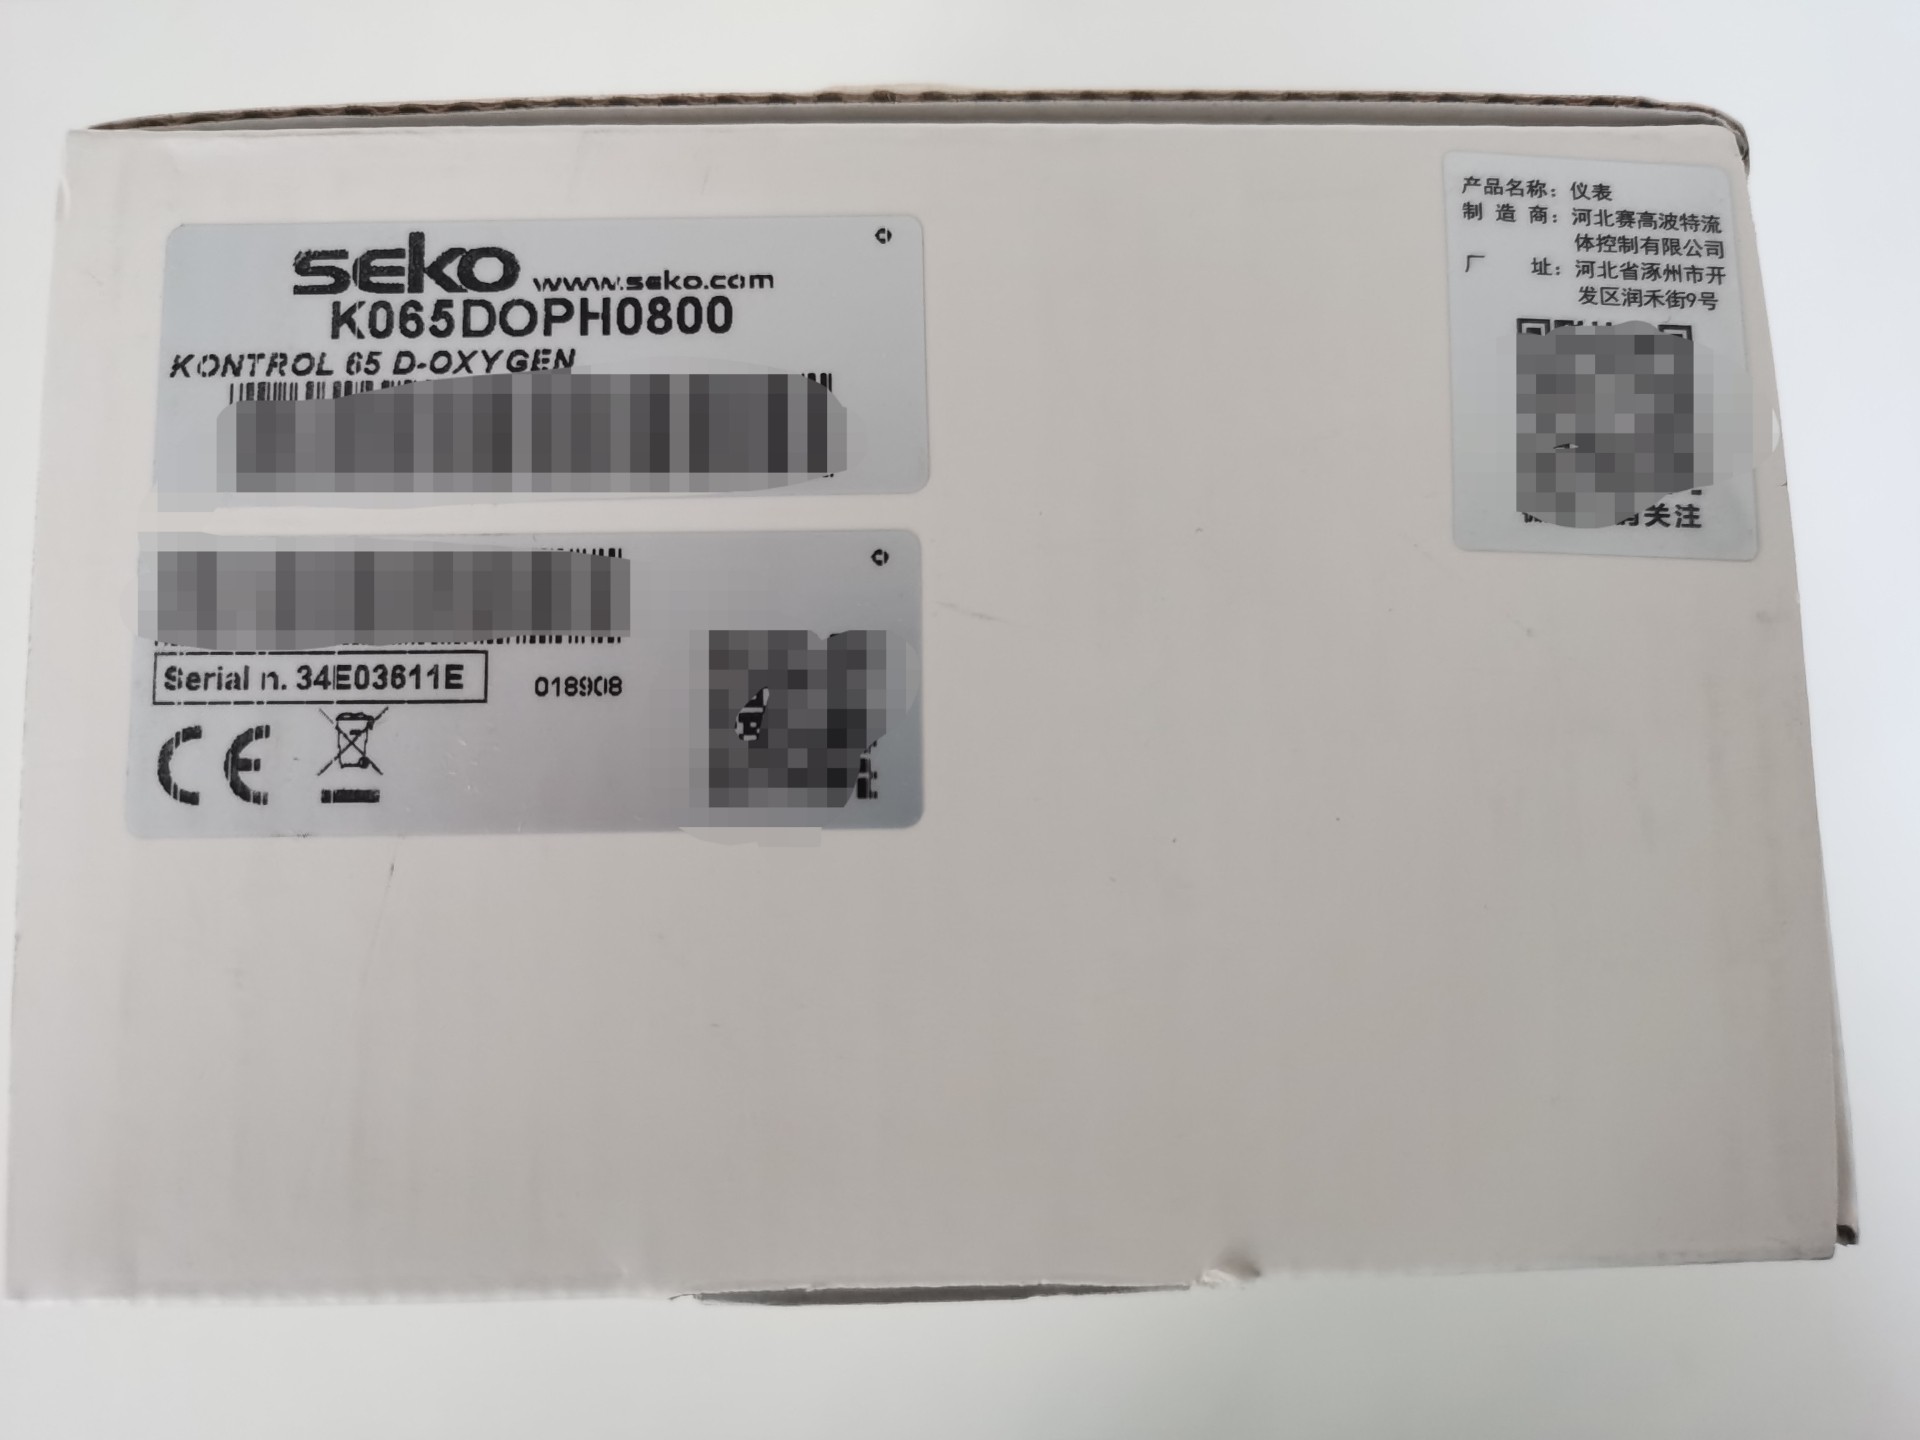 seko www.seko.com
K065DOPH0800
KONTROL 65 D-OXYGEN
Serial n. 34E03611E
018908
CE
产品名称：仪表
制造商：河北赛高波特流
体控制有限公司
厂址：河北省涿州市开
发区润禾街9号
关注